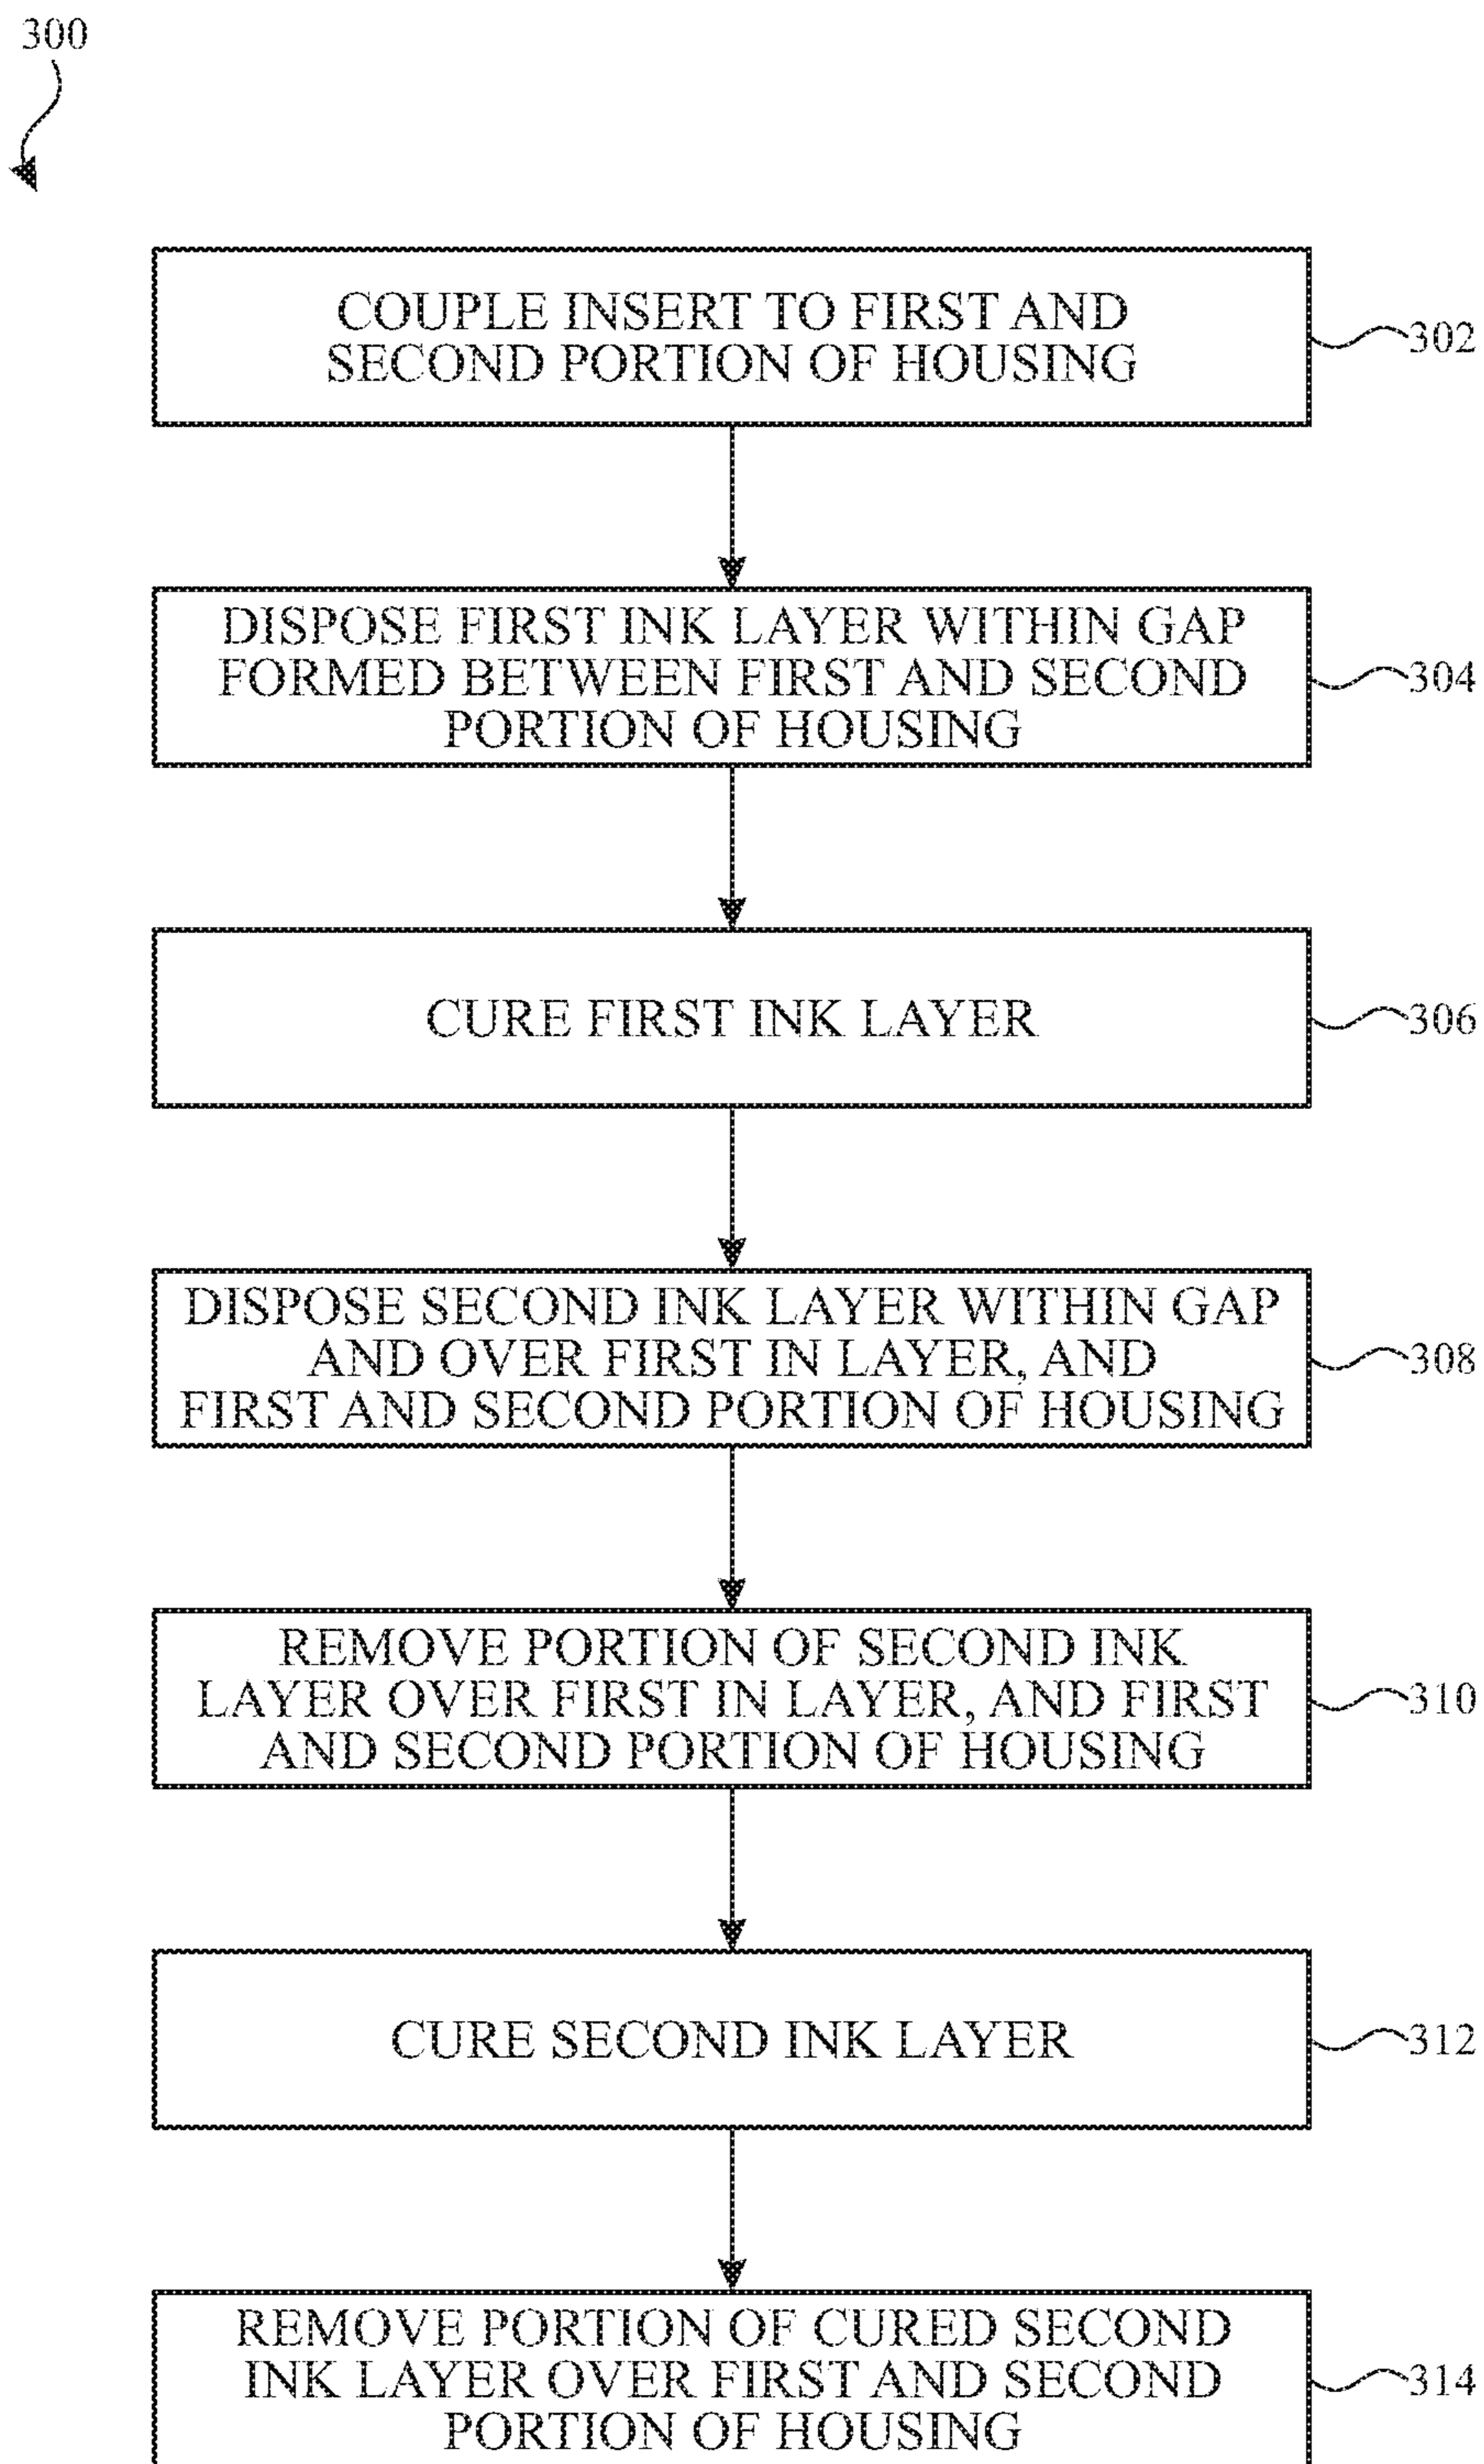 300
COUPLE INSERT TO FIRST AND
SECOND PORTION OF HOUSING
302
DISPOSE FIRST INK LAYER WITHIN GAP
FORMED BETWEEN FIRST AND SECOND
PORTION OF HOUSING
304
CURE FIRST INK LAYER
306
DISPOSE SECOND INK LAYER WITHIN GAP
AND OVER FIRST IN LAYER, AND
FIRST AND SECOND PORTION OF HOUSING
308
REMOVE PORTION OF SECOND INK
LAYER OVER FIRST IN LAYER, AND FIRST
AND SECOND PORTION OF HOUSING
310
CURE SECOND INK LAYER
312
REMOVE PORTION OF CURED SECOND
INK LAYER OVER FIRST AND SECOND
PORTION OF HOUSING
314